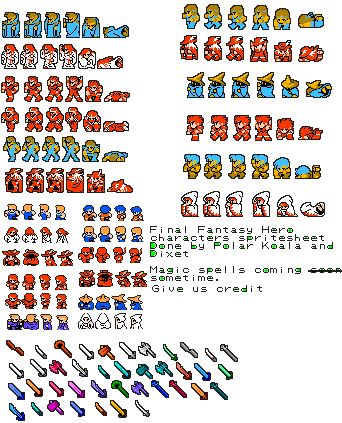 Final Fantasy Hero
characters spritesheet
Done by Polar Koala and
Dixet
Magic spells coming soon
sometime.
Give us credit